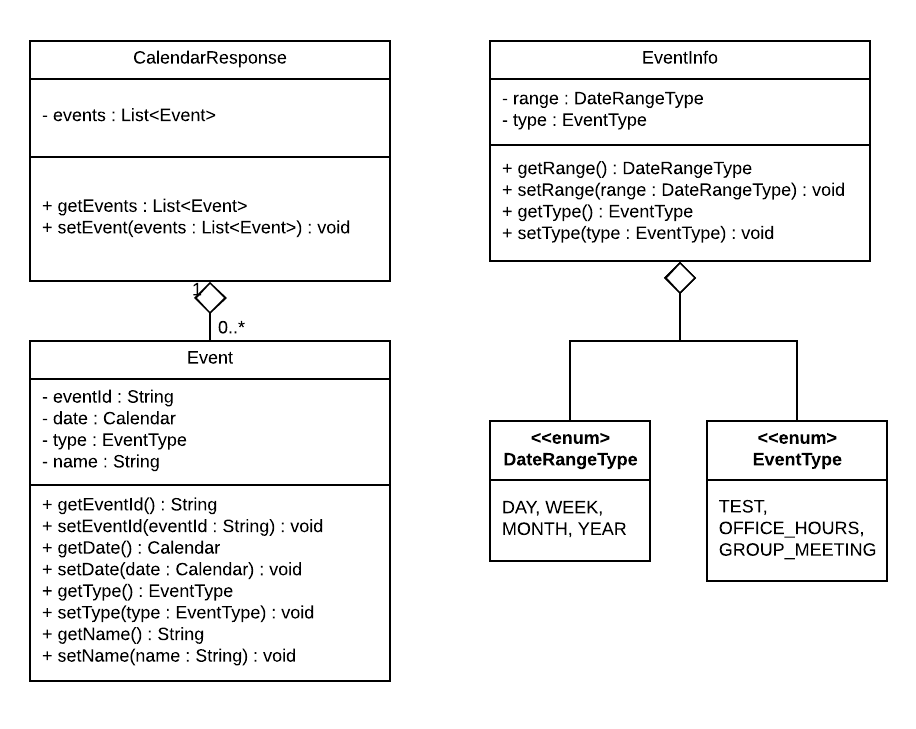 CalendarResponse
- events : List<Event>
+ getEvents : List<Event>
+ setEvent(events : List<Event>) : void
1
0..*
Event
- eventId : String
- date : Calendar
- type : EventType
- name : String
+ getEventId() : String
+ setEventId(eventId : String) : void
+ getDate() : Calendar
+ setDate(date : Calendar) : void
+ getType() : EventType
+ setType(type : EventType) : void
+ getName() : String
+ setName(name : String) : void
EventInfo
- range : DateRangeType
- type : EventType
+ getRange() : DateRangeType
+ setRange(range : DateRangeType) : void
+ getType() : EventType
+ setType(type : EventType) : void
<<enum>>
DateRangeType
DAY, WEEK,
MONTH, YEAR
<<enum>>
EventType
TEST,
OFFICE_HOURS,
GROUP_MEETING